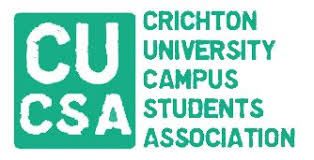 CU
CSA
CRICHTON
UNIVERSITY
CAMPUS
STUDENTS
ASSOCIATION